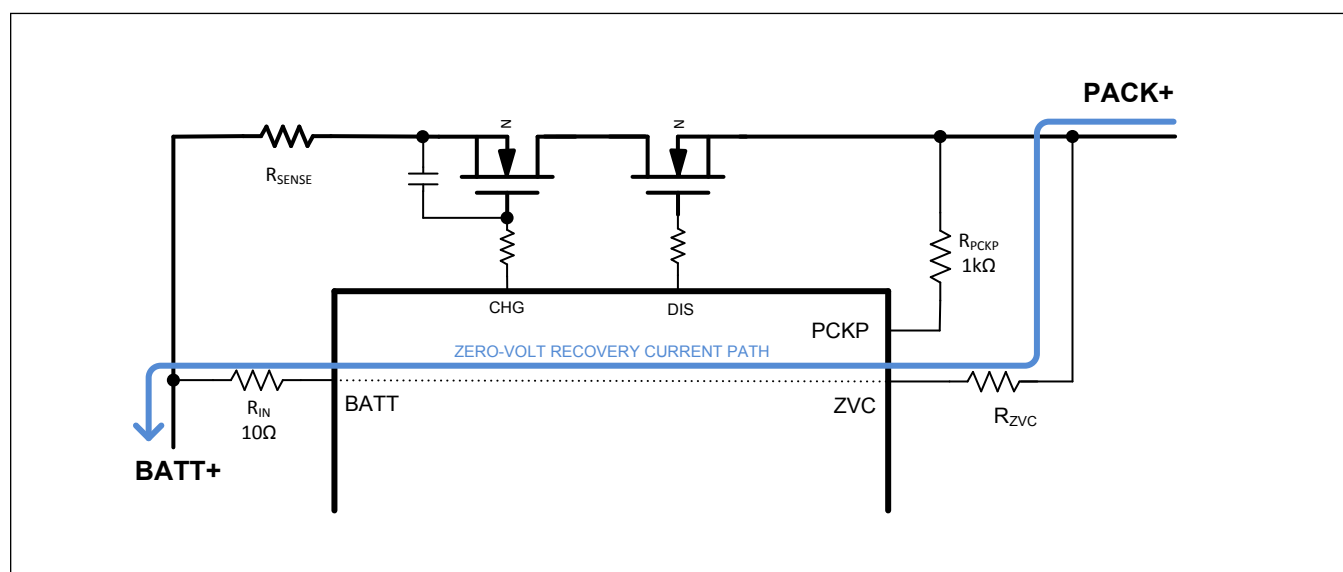 PACK+
N
N
RSENSE
RPCKP
1kΩ
CHG
DIS
PCKP
ZERO-VOLT RECOVERY CURRENT PATH
RIN
10Ω
BATT
ZVC
RZVC
BATT+